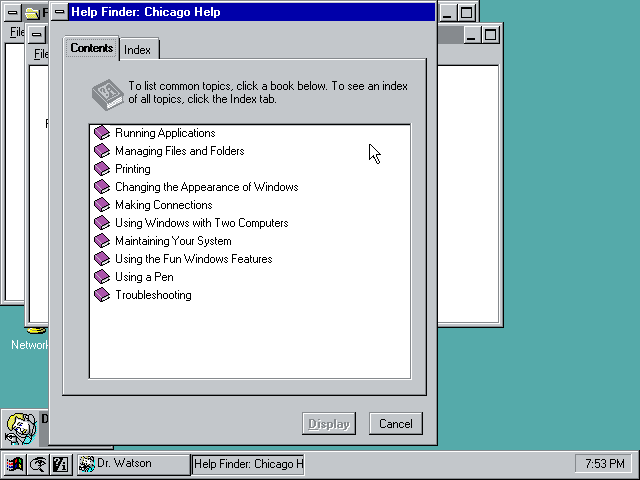 Help Finder: Chicago Help
File
File
Contents
Index
To list common topics, click a book below. To see an index
of all topics, click the Index tab.
Running Applications
Managing Files and Folders
Printing
Changing the Appearance of Windows
Making Connections
Using Windows with Two Computers
Maintaining Your System
Using the Fun Windows Features
Using a Pen
Troubleshooting
Network
Display
Cancel
Dr. Watson
Help Finder: Chicago H
7:53 PM